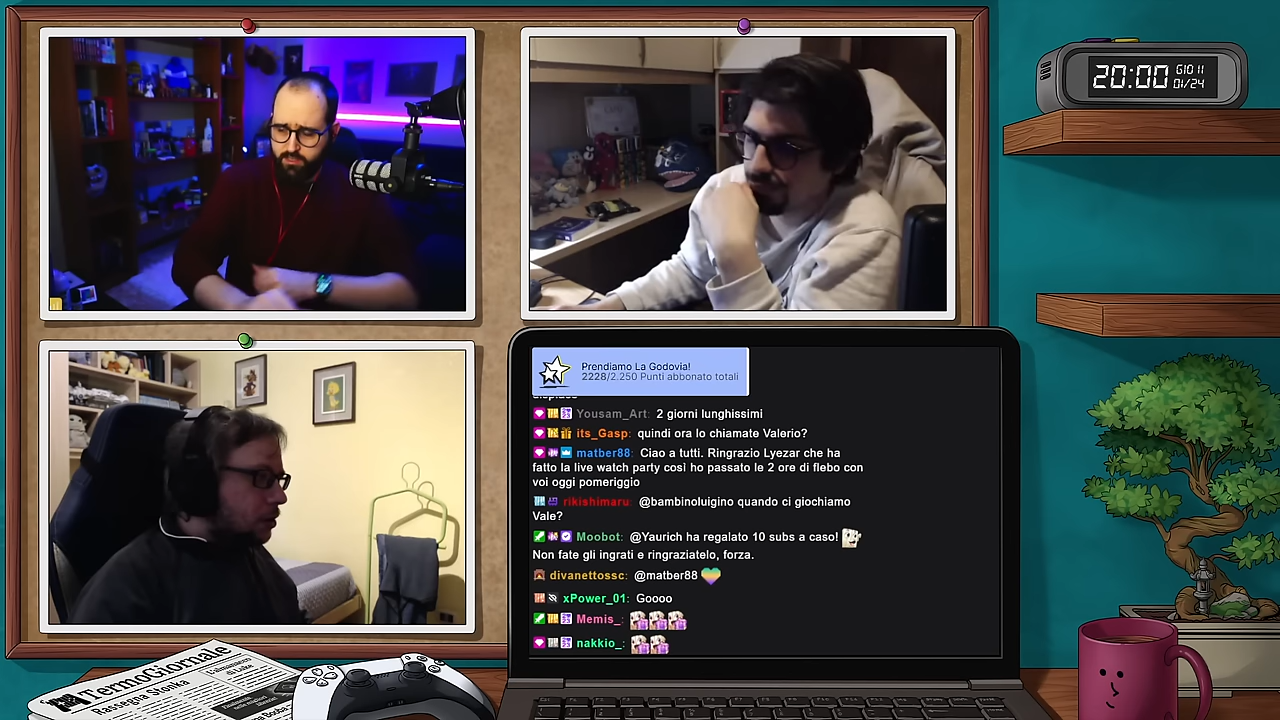 20:00 GIO 11
01/24
Prendiamo La Godovia!
2228/2.250 Punti abbonato totali
Yousam_Art: 2 giorni lunghissimi
its_Gasp: quindi ora lo chiamate Valerio?
matber88: Ciao a tutti. Ringrazio Lyezar che ha
fatto la live watch party così ho passato le 2 ore di flebo con
voi oggi pomeriggio
rikishimaru: @bambinoluigino quando ci giochiamo
Vale?
Moobot: @Yaurich ha regalato 10 subs a caso!
Non fate gli ingrati e ringraziatelo, forza.
divanettossc: @matber88
xPower_01: Goooo
Memis_:
nakkio_:
TermoGiornale